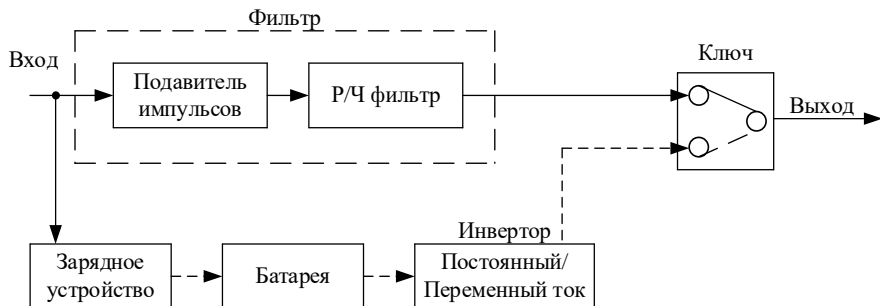 Фильтр
Вход
Ключ
Подавитель
импульсов
Р/Ч фильтр
Выход
Инвертор
Зарядное
устройство
Батарея
Постоянный/
Переменный ток